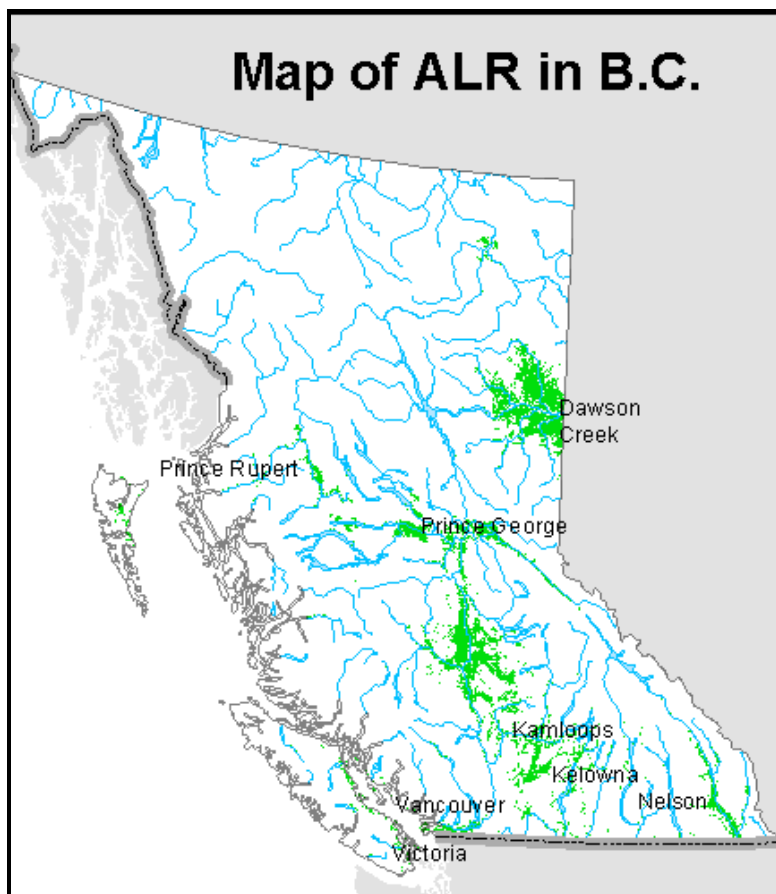 Map of ALR in B.C.
Dawson
Creek
Prince Rupert
Prince George
Kamloops
Kelowna
Nelson
Vancouver
Victoria